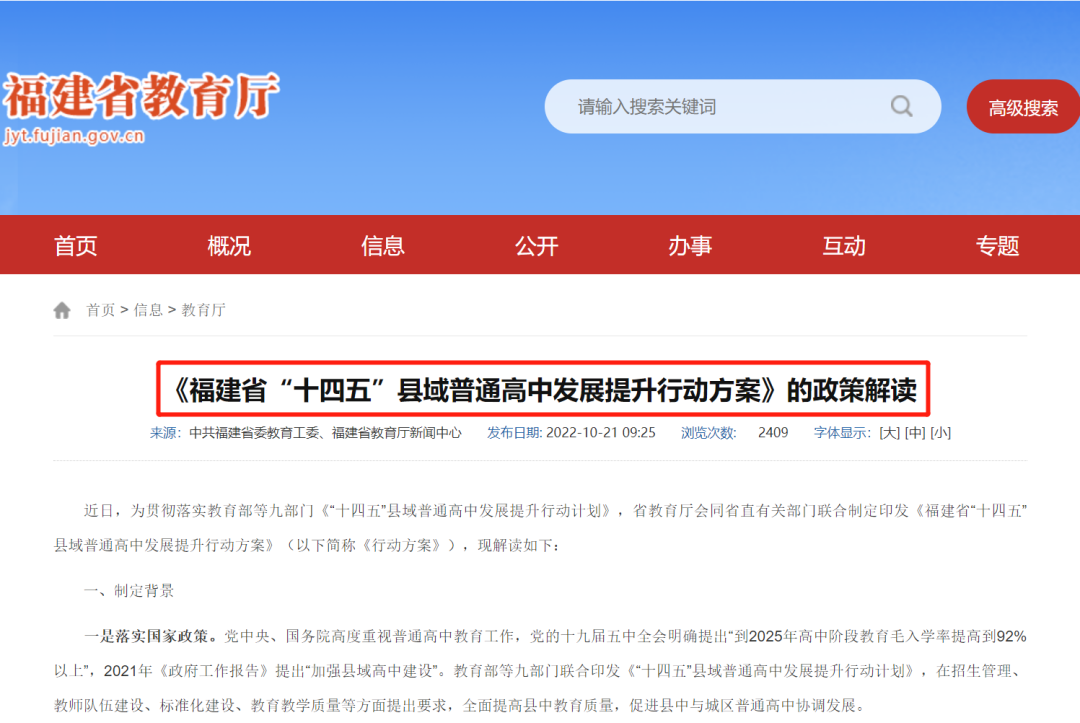 福建省教育厅
jyt.fujian.gov.cn
请输入搜索关键词
高级搜索
首页 概况 信息 公开 办事 互动 专题
首页 > 信息 > 教育厅
《福建省“十四五”县域普通高中发展提升行动方案》的政策解读
来源: 中共福建省委教育工委、福建省教育厅新闻中心 发布日期: 2022-10-21 09:25 浏览次数: 2409 字体显示: [大] [中] [小]
近日，为贯彻落实教育部等九部门《“十四五”县域普通高中发展提升行动计划》，省教育厅会同省直有关部门联合制定印发《福建省“十四五”
县域普通高中发展提升行动方案》（以下简称《行动方案》），现解读如下：
一、制定背景
一是落实国家政策。党中央、国务院高度重视普通高中教育工作，党的十九届五中全会明确提出“到2025年高中阶段教育毛入学率提高到92%
以上”，2021年《政府工作报告》提出“加强县域高中建设”。教育部等九部门联合印发《“十四五”县域普通高中发展提升行动计划》，在招生管理、
教师队伍建设、标准化建设、教育教学质量等方面提出要求，全面提高县中教育质量，促进县中与城区普通高中协调发展。